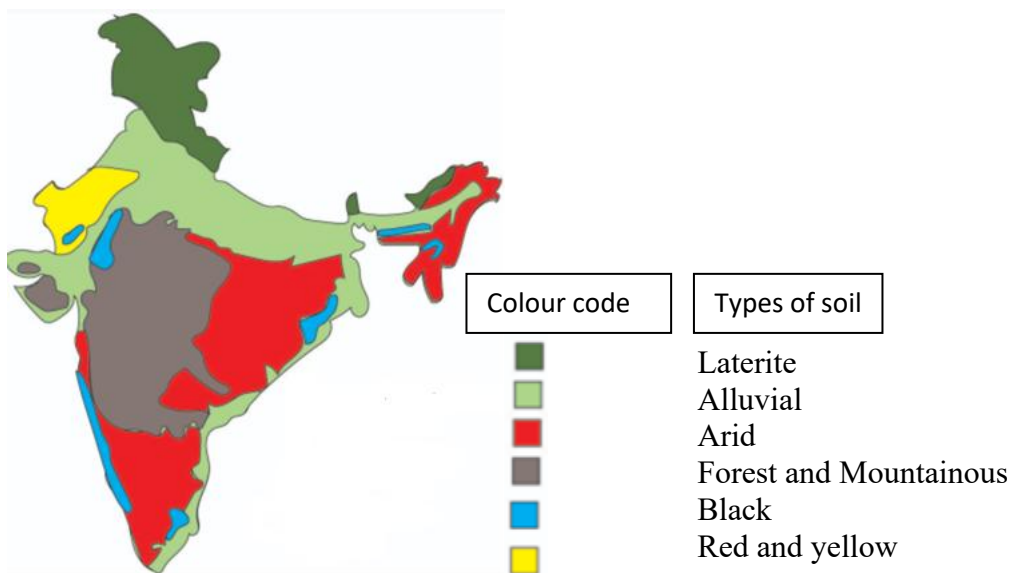 Colour code
Types of soil
Laterite
Alluvial
Arid
Forest and Mountainous
Black
Red and yellow